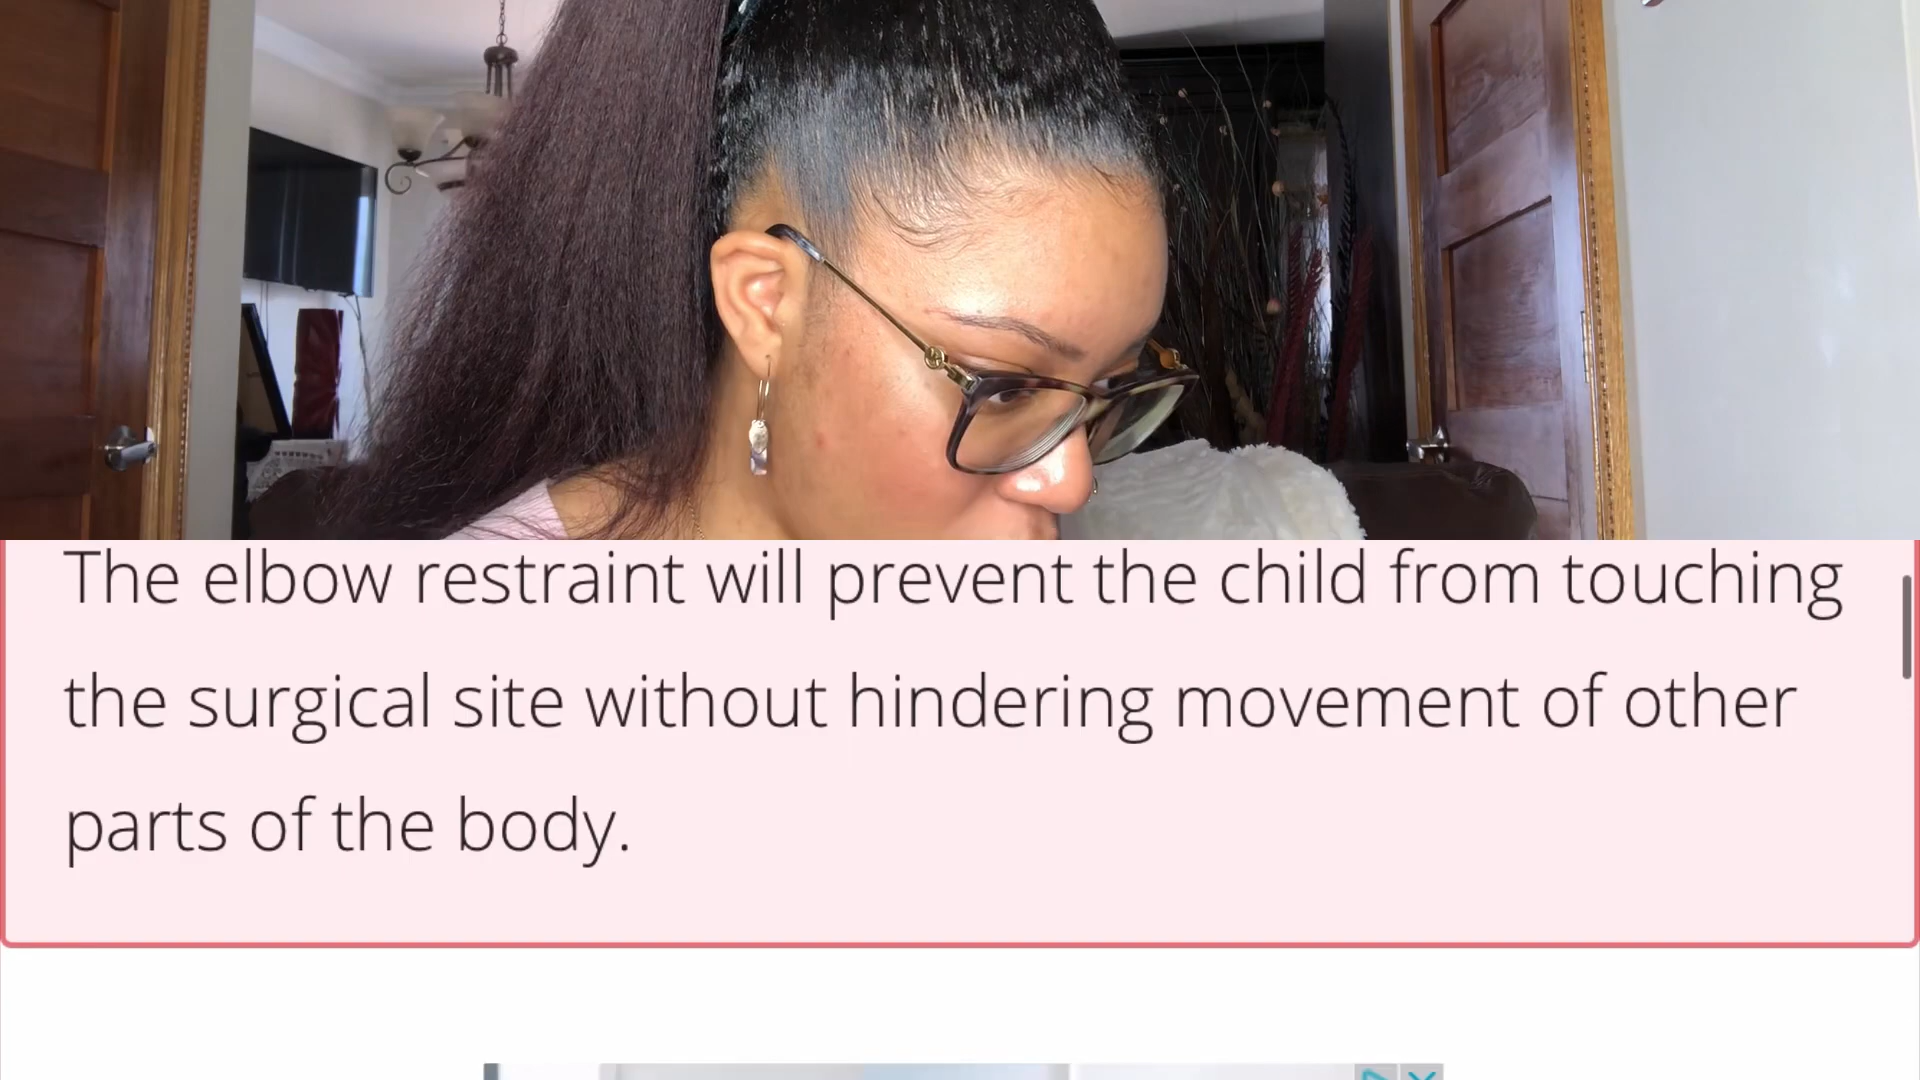 The elbow restraint will prevent the child from touching
the surgical site without hindering movement of other
parts of the body.